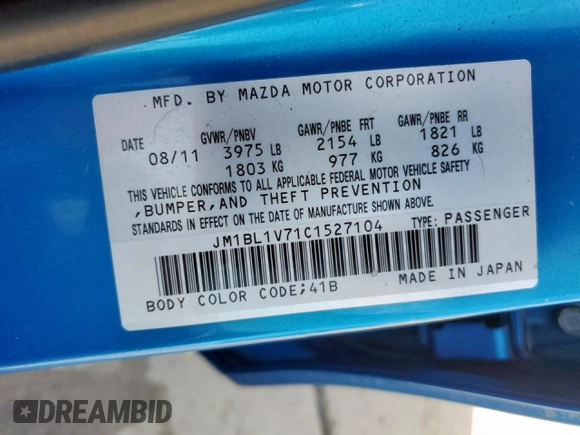 MFD. BY MAZDA MOTOR CORPORATION
DATE GVWR/PNBV GAWR/PNBE FRT GAWR/PNBE RR
08/11 3975 LB 2154 LB 1821 LB
1803 KG 977 KG 826 KG
THIS VEHICLE CONFORMS TO ALL APPLICABLE FEDERAL MOTOR VEHICLE SAFETY
,BUMPER,AND THEFT PREVENTION
STANDARDS IN EFFECT ON THE DATE OF MANUFACTURE SHOWN ABOVE.
JM1BL1V71C1527104 TYPE: PASSENGER
BODY COLOR CODE;41B MADE IN JAPAN
DREAMBID